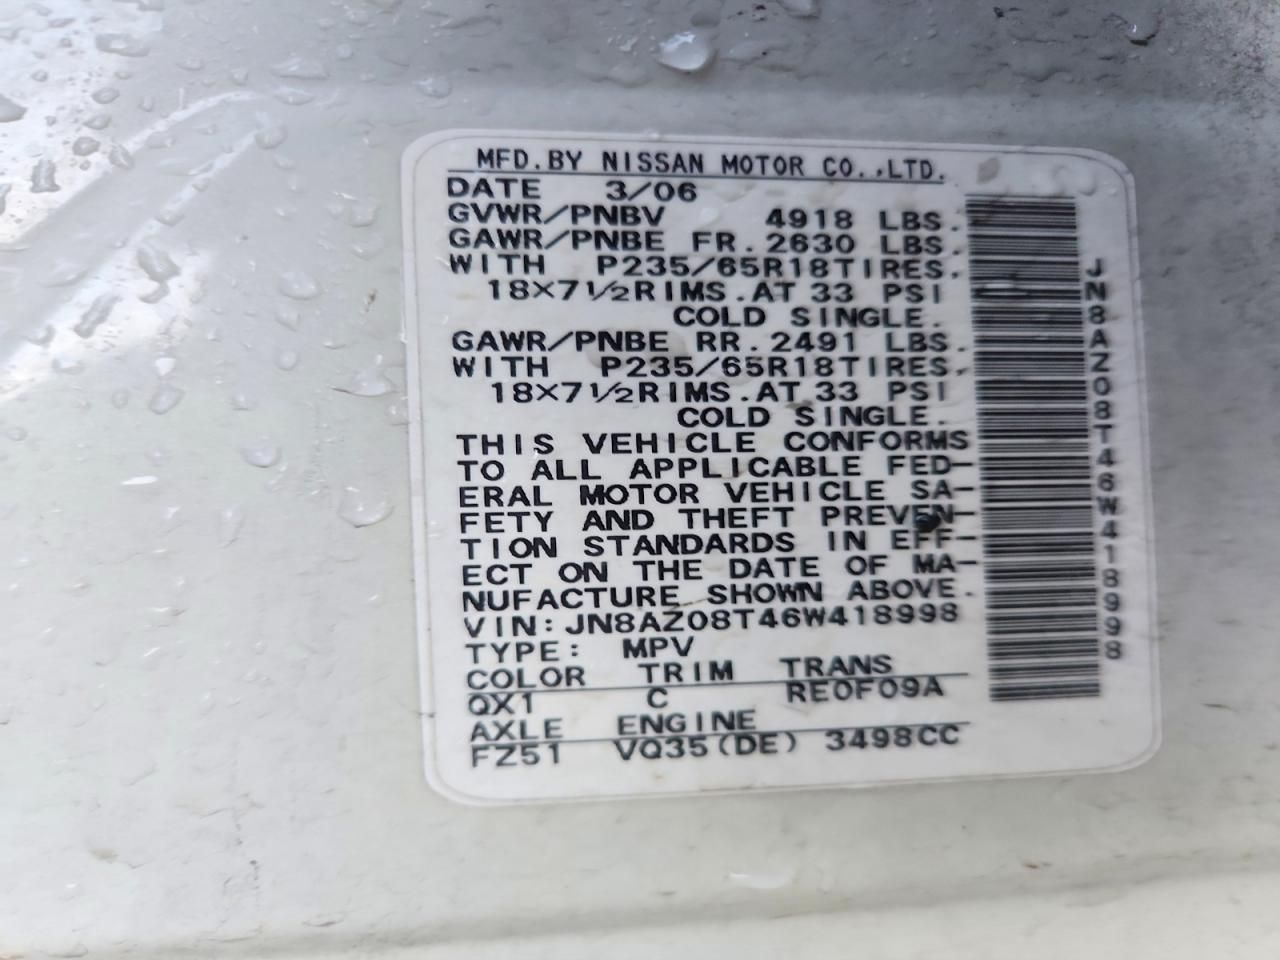 MFD.BY NISSAN MOTOR CO.,LTD.
DATE 3/06
GVWR/PNBV 4918 LBS.
GAWR/PNBE FR.2630 LBS.
WITH P235/65R18TIRES.
18×7½RIMS.AT 33 PSI
COLD SINGLE.
GAWR/PNBE RR.2491 LBS.
WITH P235/65R18TIRES.
18×7½RIMS.AT 33 PSI
COLD SINGLE.
THIS VEHICLE CONFORMS
TO ALL APPLICABLE FED-
ERAL MOTOR VEHICLE SA-
FETY AND THEFT PREVEN-
TION STANDARDS IN EFF-
ECT ON THE DATE OF MA-
NUFACTURE SHOWN ABOVE.
VIN:JN8AZ08T46W418998
TYPE: MPV
COLOR TRIM TRANS
QX1 C RE0F09A
AXLE ENGINE
FZ51 VQ35(DE) 3498CC
JN8AZ08T46W418998